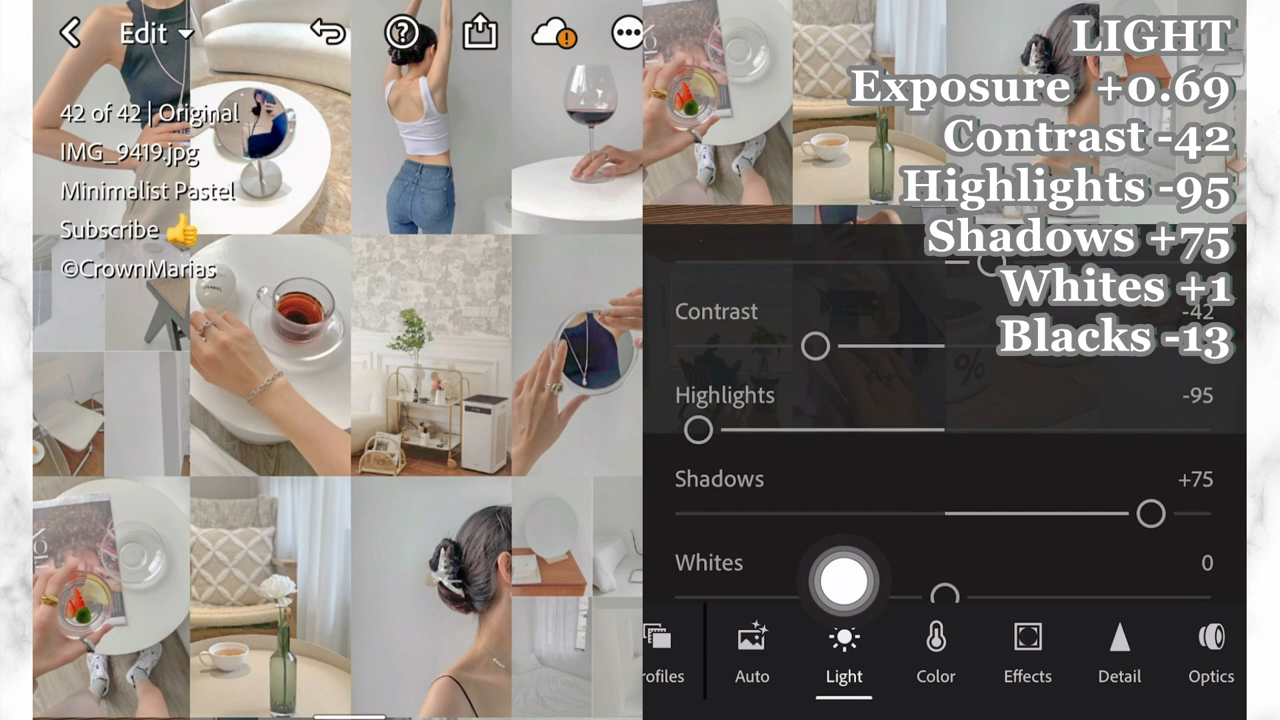 Edit
42 of 42 | Original
IMG_9419.jpg
Minimalist Pastel
Subscribe 👍
©CrownMarias
LIGHT
Exposure +0.69
Contrast -42
Highlights -95
Shadows +75
Whites +1
Blacks -13
Contrast -42
Highlights -95
Shadows +75
Whites 0
rofiles
Auto
Light
Color
Effects
Detail
Optics